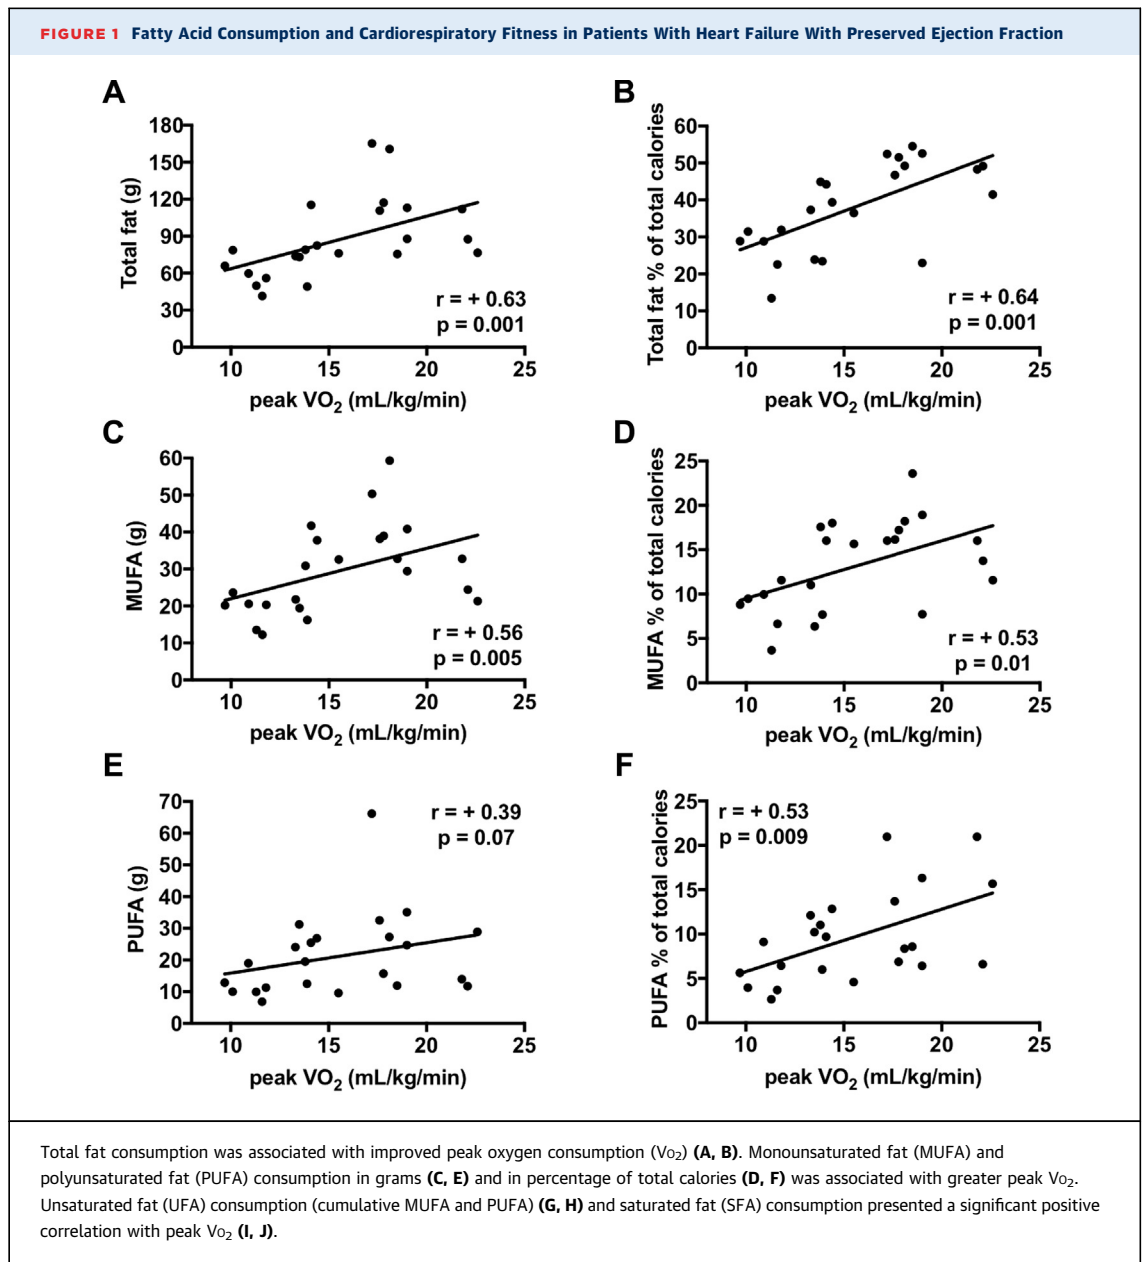 FIGURE 1 Fatty Acid Consumption and Cardiorespiratory Fitness in Patients With Heart Failure With Preserved Ejection Fraction
A
Total fat (g)
180
150
120
90
60
30
0
10 15 20 25
r = + 0.63
p = 0.001
peak VO2 (mL/kg/min)
B
Total fat % of total calories
60
50
40
30
20
10
0
10 15 20 25
r = + 0.64
p = 0.001
peak VO2 (mL/kg/min)
C
MUFA (g)
60
50
40
30
20
10
0
10 15 20 25
r = + 0.56
p = 0.005
peak VO2 (mL/kg/min)
D
MUFA % of total calories
25
20
15
10
5
0
10 15 20 25
r = + 0.53
p = 0.01
peak VO2 (mL/kg/min)
E
PUFA (g)
70
60
50
40
30
20
10
0
10 15 20 25
r = + 0.39
p = 0.07
peak VO2 (mL/kg/min)
F
PUFA % of total calories
25
20
15
10
5
0
10 15 20 25
r = + 0.53
p = 0.009
peak VO2 (mL/kg/min)
Total fat consumption was associated with improved peak oxygen consumption (VO2) (A, B). Monounsaturated fat (MUFA) and
polyunsaturated fat (PUFA) consumption in grams (C, E) and in percentage of total calories (D, F) was associated with greater peak VO2.
Unsaturated fat (UFA) consumption (cumulative MUFA and PUFA) (G, H) and saturated fat (SFA) consumption presented a significant positive
correlation with peak VO2 (I, J).